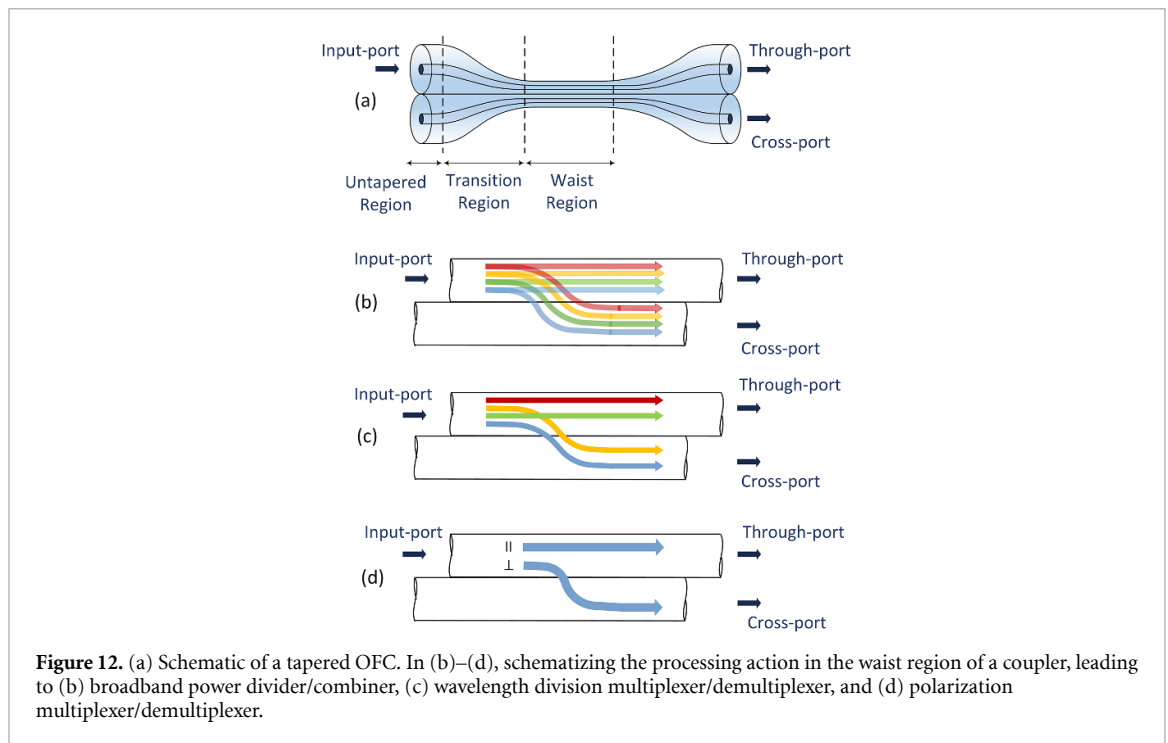 Input-port
Through-port
(a)
Cross-port
Untapered Region
Transition Region
Waist Region
Input-port
Through-port
(b)
Cross-port
Input-port
Through-port
(c)
Cross-port
Input-port
Through-port
||
⊥
(d)
Cross-port
Figure 12. (a) Schematic of a tapered OFC. In (b)–(d), schematizing the processing action in the waist region of a coupler, leading
to (b) broadband power divider/combiner, (c) wavelength division multiplexer/demultiplexer, and (d) polarization
multiplexer/demultiplexer.